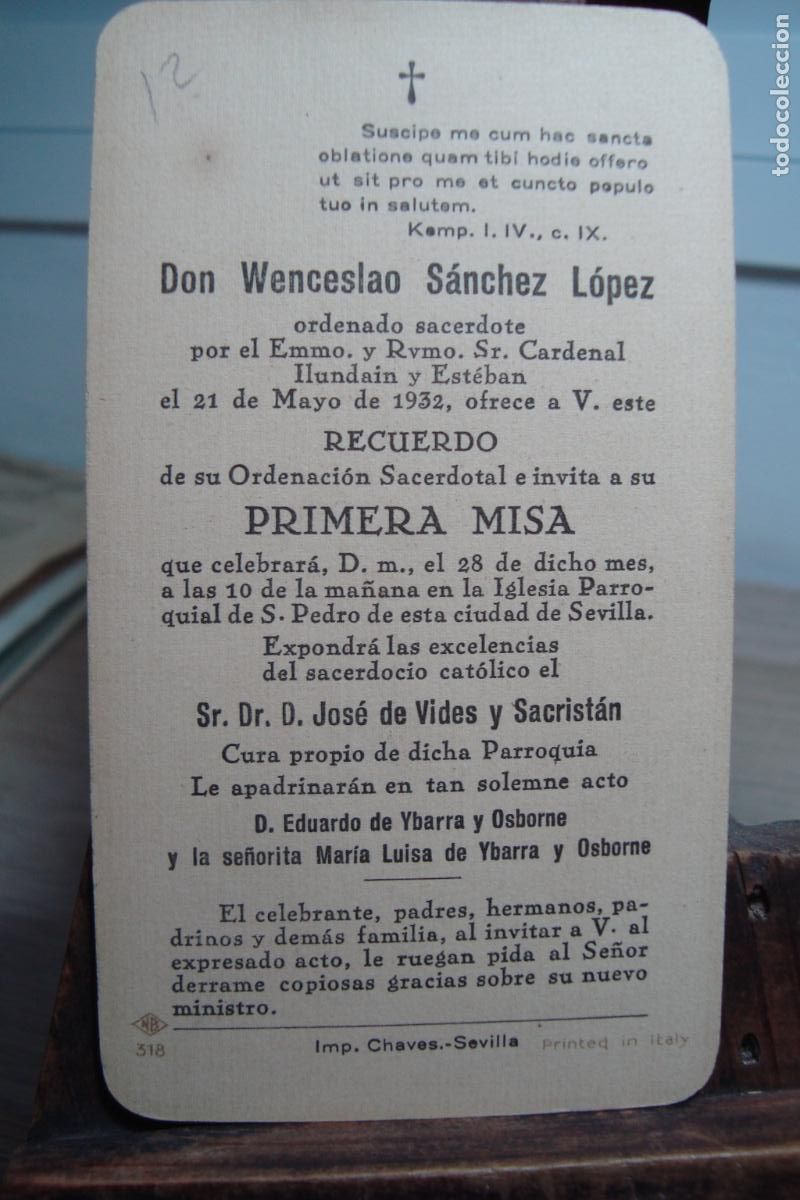 12
Suscipe me cum hac sancta
oblatione quam tibi hodie offero
ut sit pro me et cuncto populo
tuo in salutem.
Kemp. l. IV., c. IX.
Don Wenceslao Sánchez López
ordenado sacerdote
por el Emmo. y Rvmo. Sr. Cardenal
Ilundain y Estéban
el 21 de Mayo de 1932, ofrece a V. este
RECUERDO
de su Ordenación Sacerdotal e invita a su
PRIMERA MISA
que celebrará, D. m., el 28 de dicho mes,
a las 10 de la mañana en la Iglesia Parro-
quial de S. Pedro de esta ciudad de Sevilla.
Expondrá las excelencias
del sacerdocio católico el
Sr. Dr. D. José de Vides y Sacristán
Cura propio de dicha Parroquia
Le apadrinarán en tan solemne acto
D. Eduardo de Ybarra y Osborne
y la señorita María Luisa de Ybarra y Osborne
El celebrante, padres, hermanos, pa-
drinos y demás familia, al invitar a V. al
expresado acto, le ruegan pida al Señor
derrame copiosas gracias sobre su nuevo
ministro.
NB
318
Imp. Chaves.-Sevilla Printed in Italy
todocoleccion